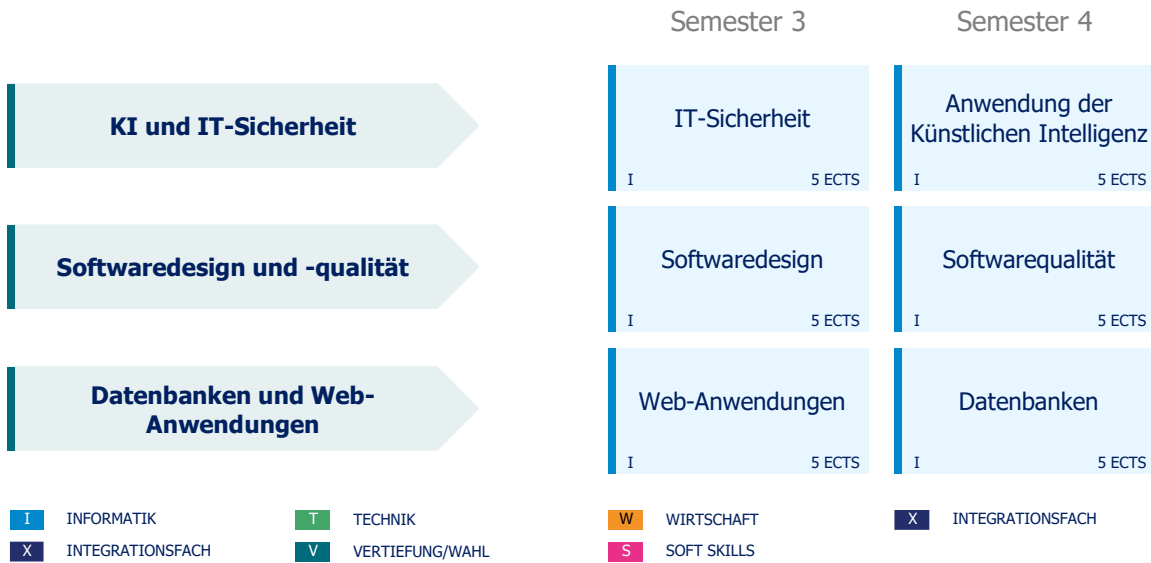 Semester 3
Semester 4
KI und IT-Sicherheit
IT-Sicherheit
I
5 ECTS
Anwendung der
Künstlichen Intelligenz
I
5 ECTS
Softwaredesign und -qualität
Softwaredesign
I
5 ECTS
Softwarequalität
I
5 ECTS
Datenbanken und Web-
Anwendungen
Web-Anwendungen
I
5 ECTS
Datenbanken
I
5 ECTS
I INFORMATIK
T TECHNIK
W WIRTSCHAFT
X INTEGRATIONSFACH
X INTEGRATIONSFACH
V VERTIEFUNG/WAHL
S SOFT SKILLS